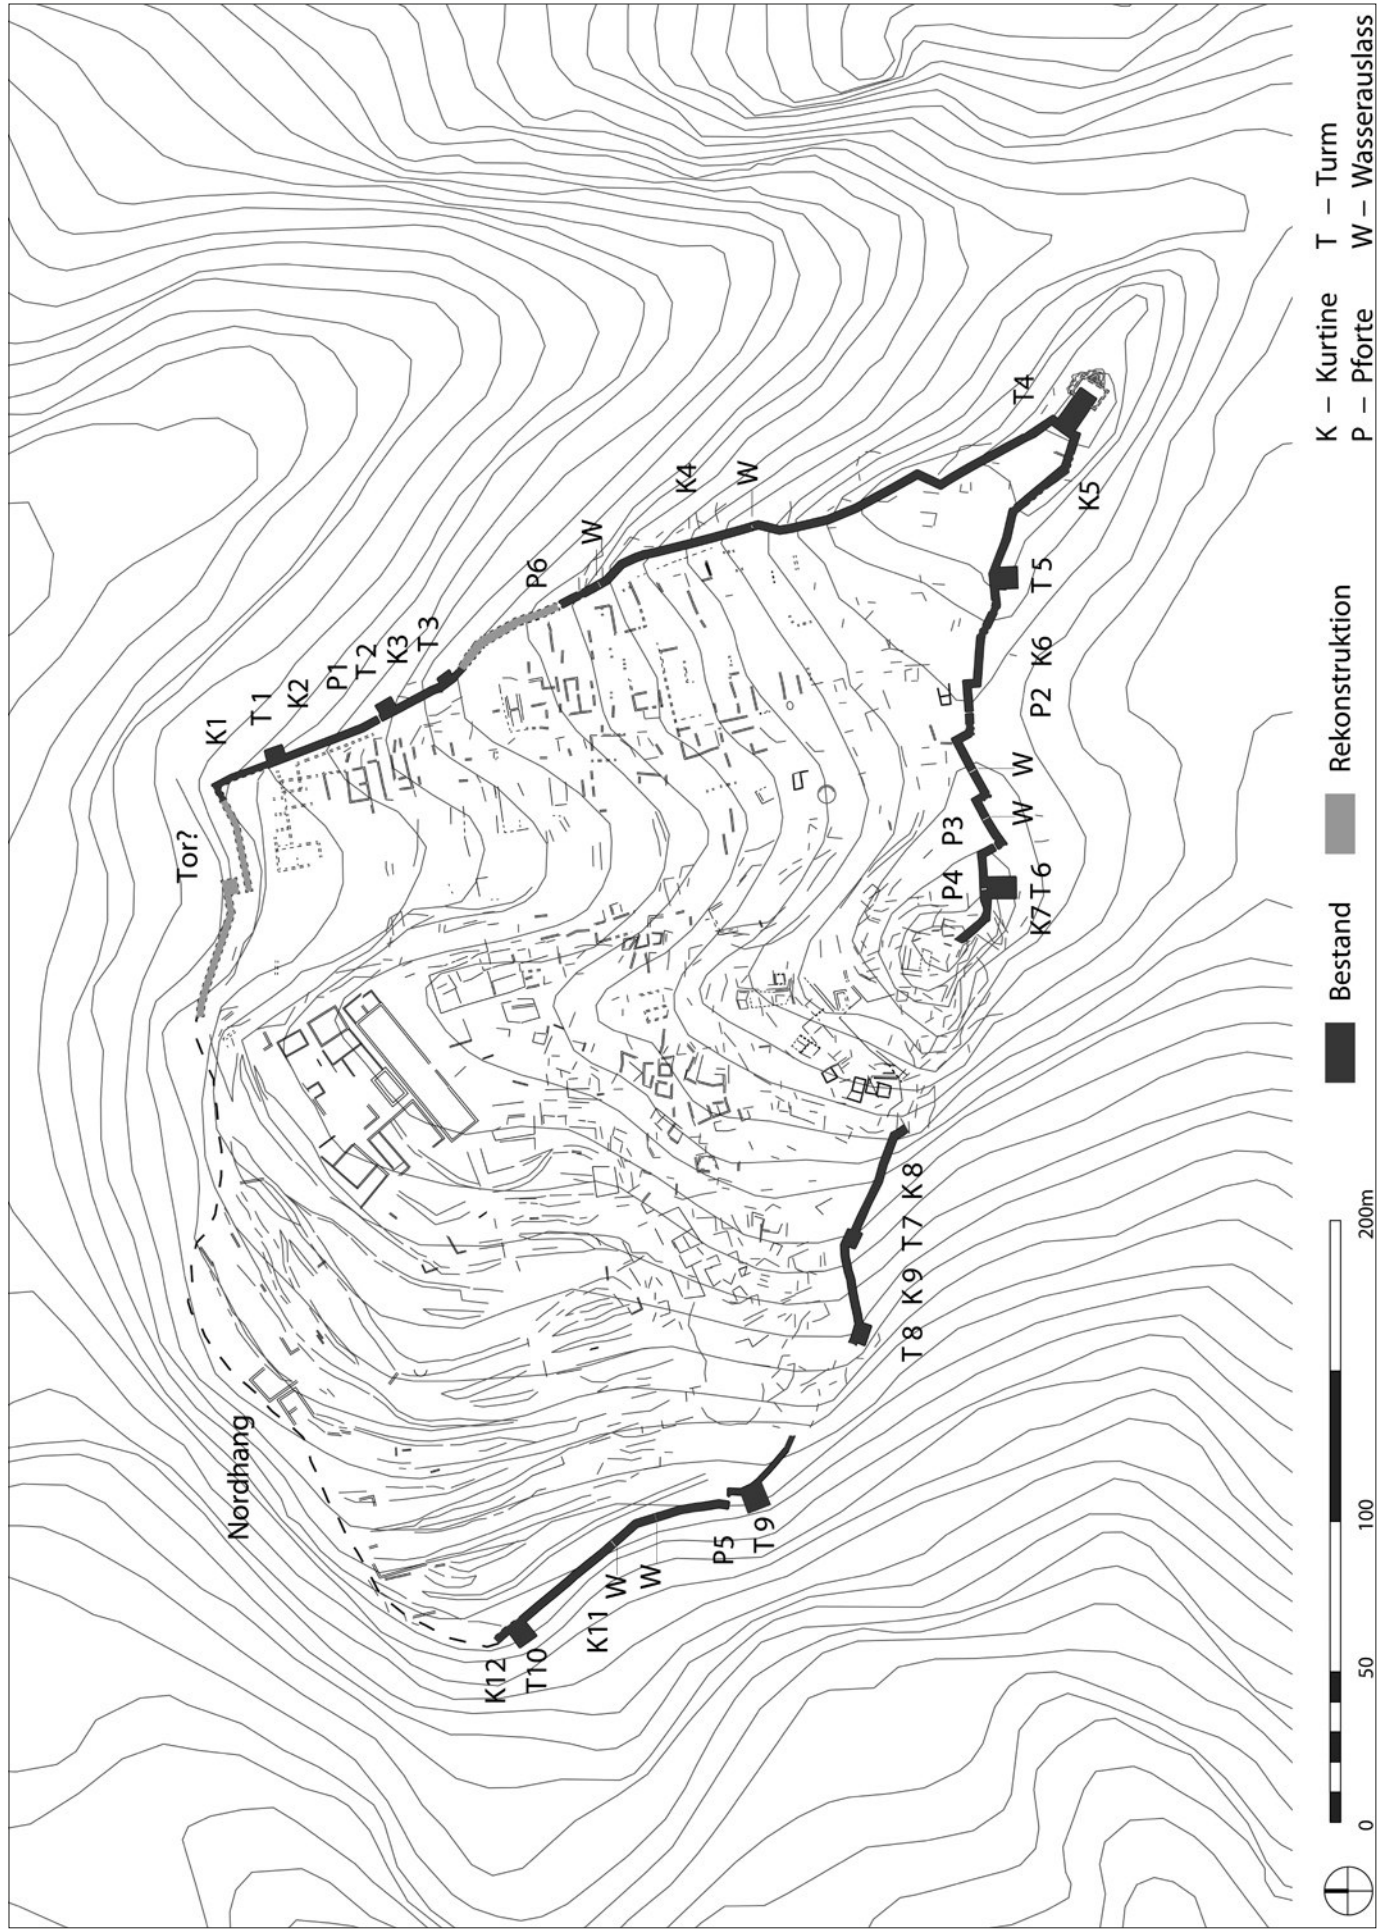 Tor?
K1
Nordhang
T1
K2
P1
T2
K3
T3
K12
T10
P6
W
K11
W
W
K4
P5
W
T9
T8 K9 T7 K8
P4 P3
W W
T4
K7 T6 P2 K6 T5
K5
K – Kurtine T – Turm
P – Pforte W – Wasserauslass
Bestand Rekonstruktion
0 50 100 200m